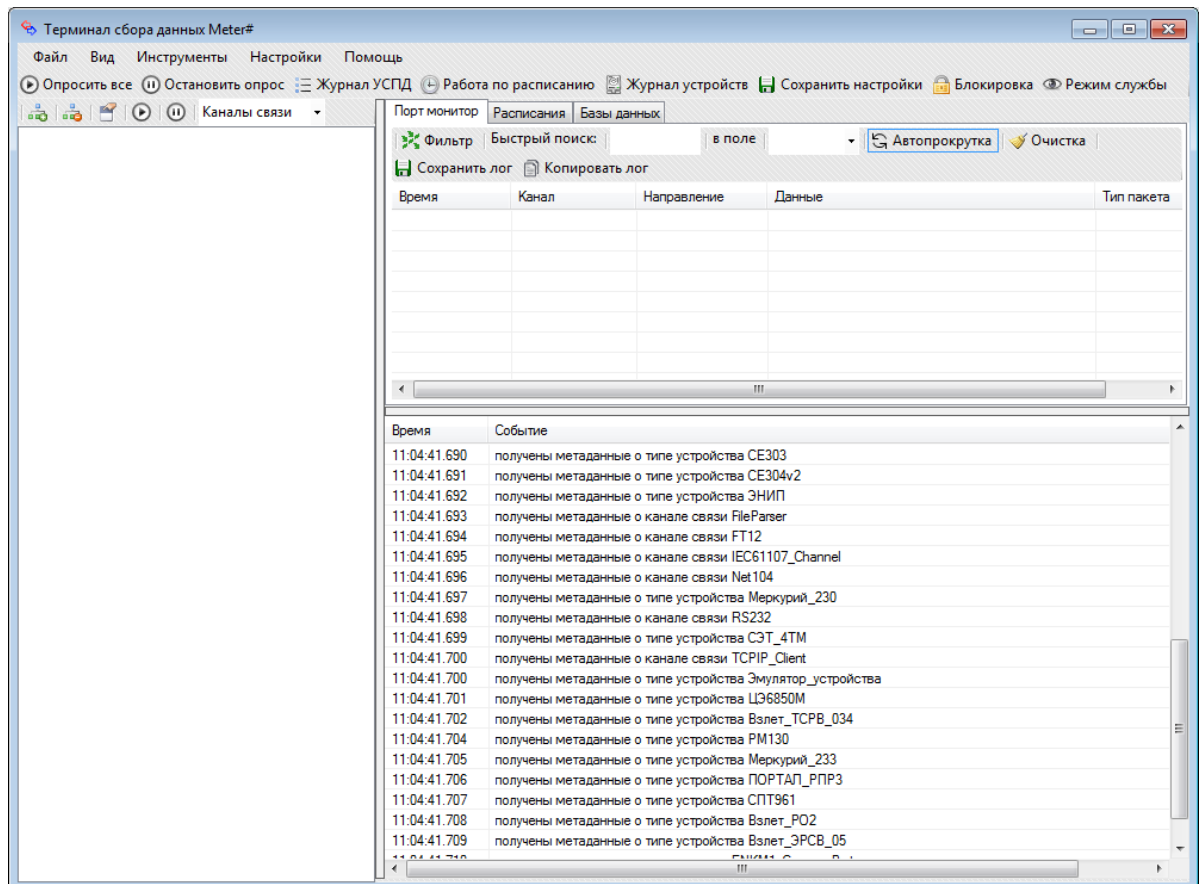 Терминал сбора данных Meter#
Файл Вид Инструменты Настройки Помощь
Опросить все Остановить опрос Журнал УСПД Работа по расписанию Журнал устройств Сохранить настройки Блокировка Режим службы
Каналы связи
Порт монитор Расписания Базы данных
Фильтр Быстрый поиск: в поле Автопрокрутка Очистка
Сохранить лог Копировать лог
Время Канал Направление Данные Тип пакета
Время Событие
11:04:41.690 получены метаданные о типе устройства CE303
11:04:41.691 получены метаданные о типе устройства CE304v2
11:04:41.692 получены метаданные о типе устройства ЭНИП
11:04:41.693 получены метаданные о канале связи FileParser
11:04:41.694 получены метаданные о канале связи FT12
11:04:41.695 получены метаданные о канале связи IEC61107_Channel
11:04:41.696 получены метаданные о канале связи Net104
11:04:41.697 получены метаданные о типе устройства Меркурий_230
11:04:41.698 получены метаданные о канале связи RS232
11:04:41.699 получены метаданные о типе устройства СЭТ_4ТМ
11:04:41.700 получены метаданные о канале связи TCPIP_Client
11:04:41.700 получены метаданные о типе устройства Эмулятор_устройства
11:04:41.701 получены метаданные о типе устройства ЦЭ6850М
11:04:41.702 получены метаданные о типе устройства Взлет_ТСРВ_034
11:04:41.704 получены метаданные о типе устройства PM130
11:04:41.705 получены метаданные о типе устройства Меркурий_233
11:04:41.706 получены метаданные о типе устройства ПОРТАЛ_РПР3
11:04:41.707 получены метаданные о типе устройства СПТ961
11:04:41.708 получены метаданные о типе устройства Взлет_РО2
11:04:41.709 получены метаданные о типе устройства Взлет_ЭРСВ_05